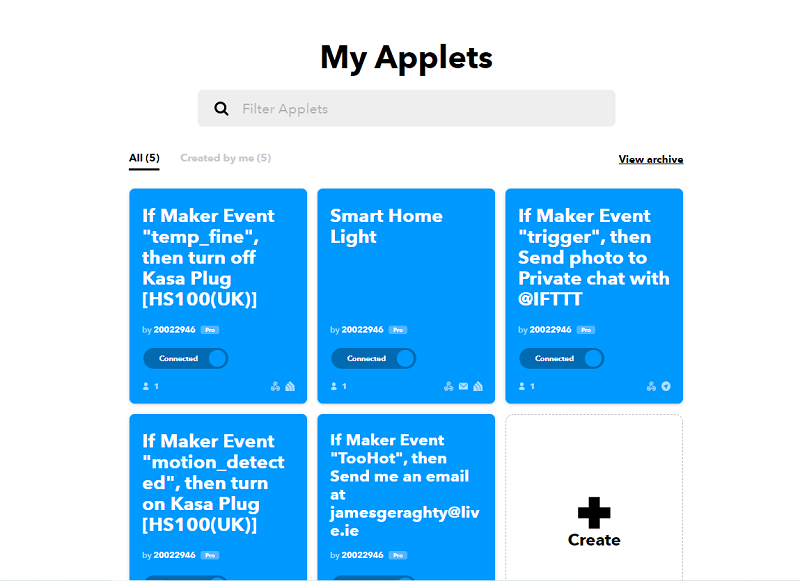 My Applets
Filter Applets
All (5)
Created by me (5)
View archive
If Maker Event
"temp_fine",
then turn off
Kasa Plug
[HS100(UK)]
by 20022946 Pro
Connected
1
Smart Home
Light
by 20022946 Pro
Connected
1
If Maker Event
"trigger", then
Send photo to
Private chat with
@IFTTT
by 20022946 Pro
Connected
1
If Maker Event
"motion_detect
ed", then turn
on Kasa Plug
[HS100(UK)]
by 20022946 Pro
If Maker Event
"TooHot", then
Send me an email
at
jamesgeraghty@liv
e.ie
by 20022946 Pro
Create